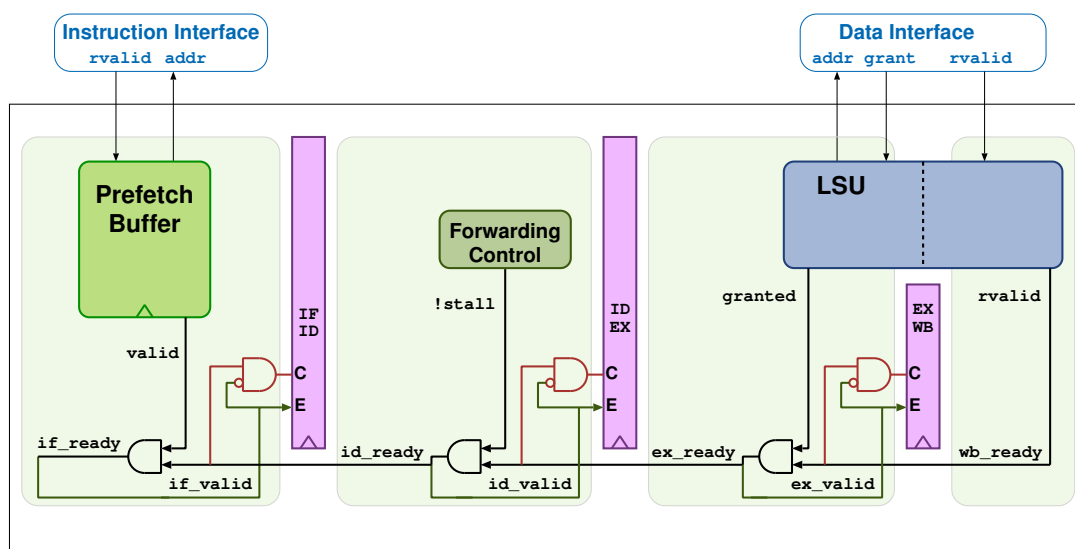 Instruction Interface
rvalid addr
Data Interface
addr grant rvalid
Prefetch
Buffer
Forwarding
Control
LSU
IF
ID
ID
EX
EX
WB
valid
!stall
granted
rvalid
C
C
C
E
E
E
if_ready
id_ready
ex_ready
wb_ready
if_valid
id_valid
ex_valid